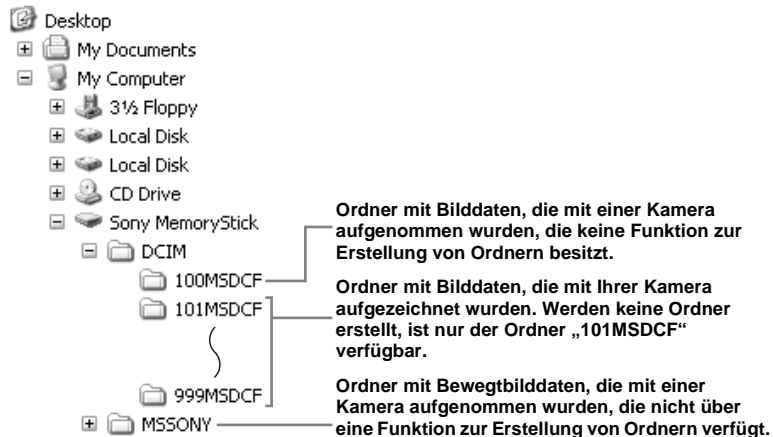 Desktop
My Documents
My Computer
3½ Floppy
Local Disk
Local Disk
CD Drive
Sony MemoryStick
DCIM
100MSDCF
101MSDCF
999MSDCF
MSSONY
Ordner mit Bilddaten, die mit einer Kamera
aufgenommen wurden, die keine Funktion zur
Erstellung von Ordnern besitzt.
Ordner mit Bilddaten, die mit Ihrer Kamera
aufgezeichnet wurden. Werden keine Ordner
erstellt, ist nur der Ordner „101MSDCF“
verfügbar.
Ordner mit Bewegtbilddaten, die mit einer
Kamera aufgenommen wurden, die nicht über
eine Funktion zur Erstellung von Ordnern verfügt.